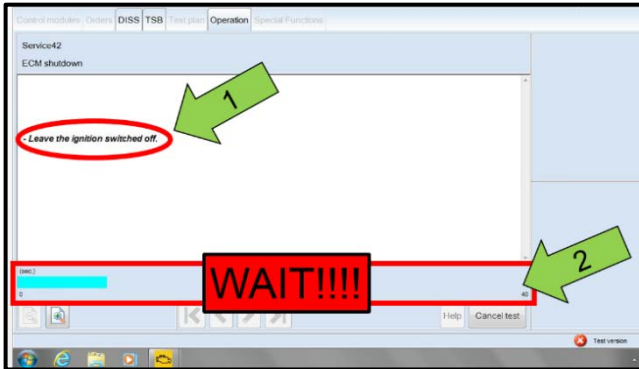 Control modules Orders DISS TSB Test plan Operation Special Functions
Service42
ECM shutdown
1
- Leave the ignition switched off.
2
(sec.)
WAIT!!!!
0 40
Help Cancel test
Test version